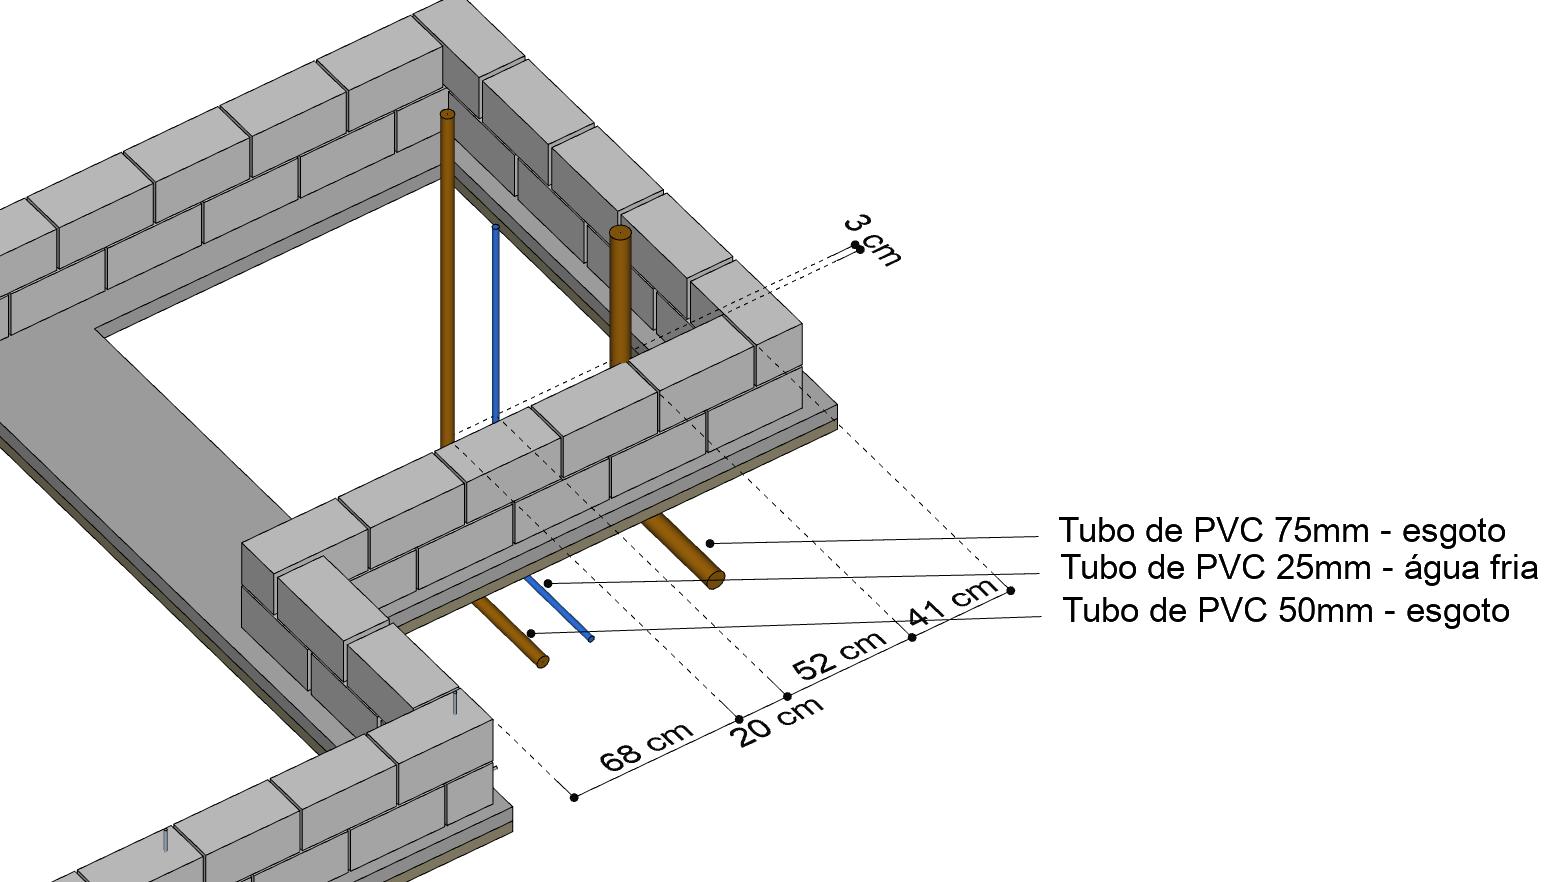 3 cm
Tubo de PVC 75mm - esgoto
Tubo de PVC 25mm - água fria
Tubo de PVC 50mm - esgoto
41 cm
52 cm
20 cm
68 cm